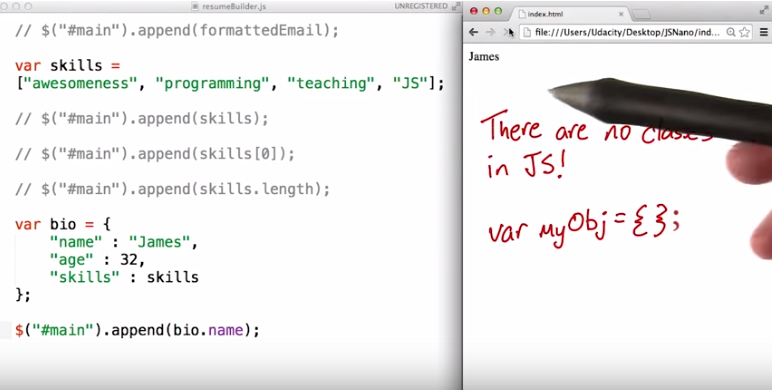 resumeBuilder.js
UNREGISTERED
// $("#main").append(formattedEmail);
var skills =
["awesomeness", "programming", "teaching", "JS"];
// $("#main").append(skills);
// $("#main").append(skills[0]);
// $("#main").append(skills.length);
var bio = {
"name" : "James",
"age" : 32,
"skills" : skills
};
$("#main").append(bio.name);
index.html
file:///Users/Udacity/Desktop/JSNano/ind...
James
There are no classes
in JS!
var myObj = {};